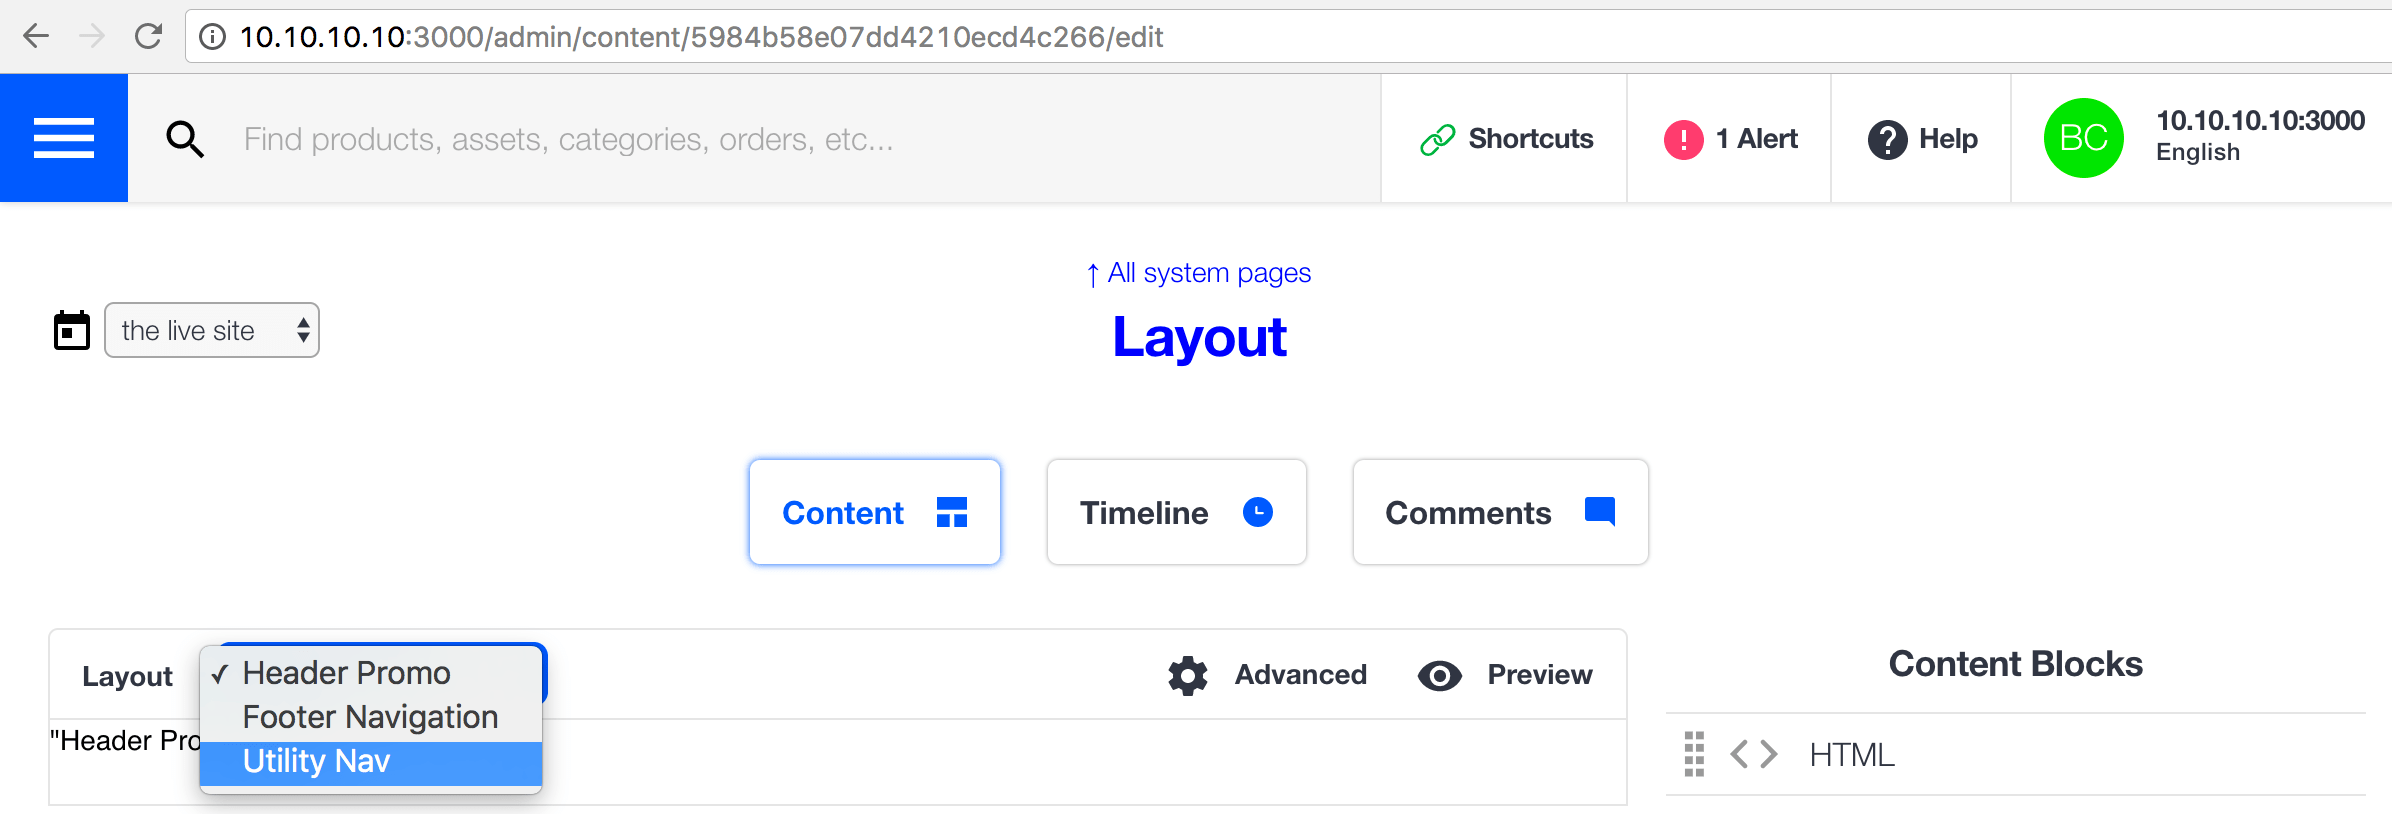 10.10.10.10:3000/admin/content/5984b58e07dd4210ecd4c266/edit
Find products, assets, categories, orders, etc...
Shortcuts
1 Alert
Help
BC
10.10.10.10:3000
English
↑ All system pages
the live site
Layout
Content
Timeline
Comments
Layout
✓ Header Promo
Footer Navigation
Utility Nav
Advanced
Preview
"Header Pro
Content Blocks
HTML